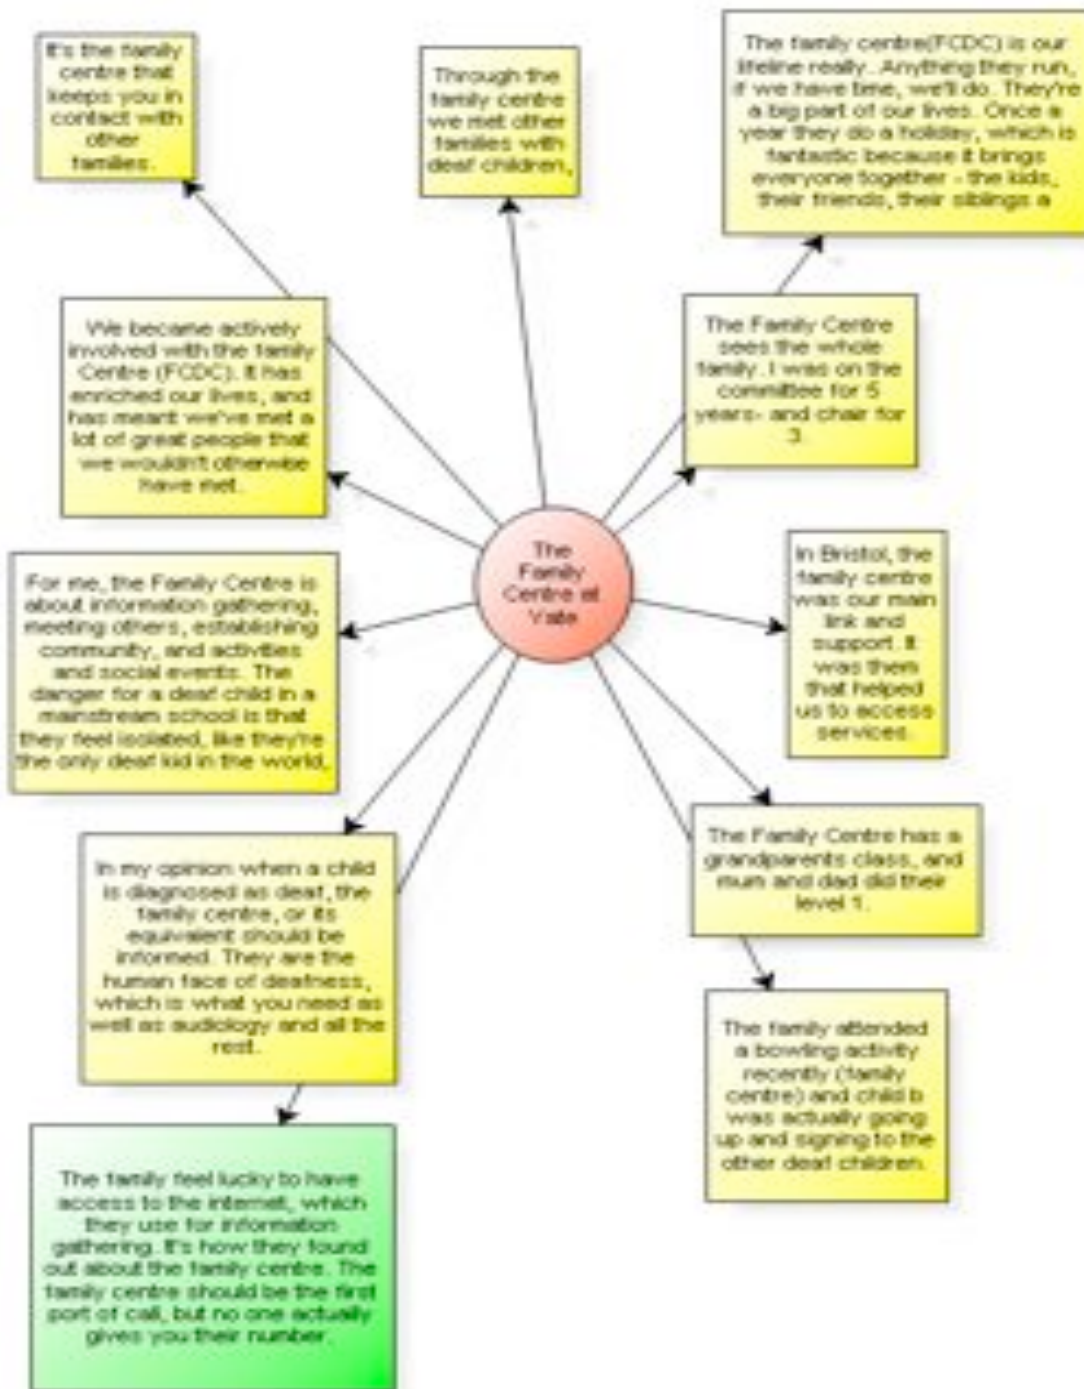 It's the family
centre that
keeps you in
contact with
other
families.
Through the
family centre
we met other
families with
deaf children,
The family centre(FCDC) is our
lifeline really. Anything they run,
if we have time, we'll do. They're
a big part of our lives. Once a
year they do a holiday, which is
fantastic because it brings
everyone together - the kids,
their friends, their siblings a
We became actively
involved with the family
Centre (FCDC). It has
enriched our lives, and
has meant we've met a
lot of great people that
we wouldn't otherwise
have met.
The Family Centre
sees the whole
family. I was on the
committee for 5
years- and chair for
3.
The
Family
Centre at
Yate
In Bristol, the
family centre
was our main
link and
support. It
was them
that helped
us to access
services.
For me, the Family Centre is
about information gathering,
meeting others, establishing
community, and activities
and social events. The
danger for a deaf child in a
mainstream school is that
they feel isolated, like they're
the only deaf kid in the world,
The Family Centre has a
grandparents class, and
mum and dad did their
level 1.
In my opinion when a child
is diagnosed as deaf, the
family centre, or its
equivalent should be
informed. They are the
human face of deafness,
which is what you need as
well as audiology and all the
rest.
The family attended
a bowling activity
recently (family
centre) and child b
was actually going
up and signing to the
other deaf children.
The family feel lucky to have
access to the internet, which
they use for information
gathering. It's how they found
out about the family centre. The
family centre should be the first
port of call, but no one actually
gives you their number.